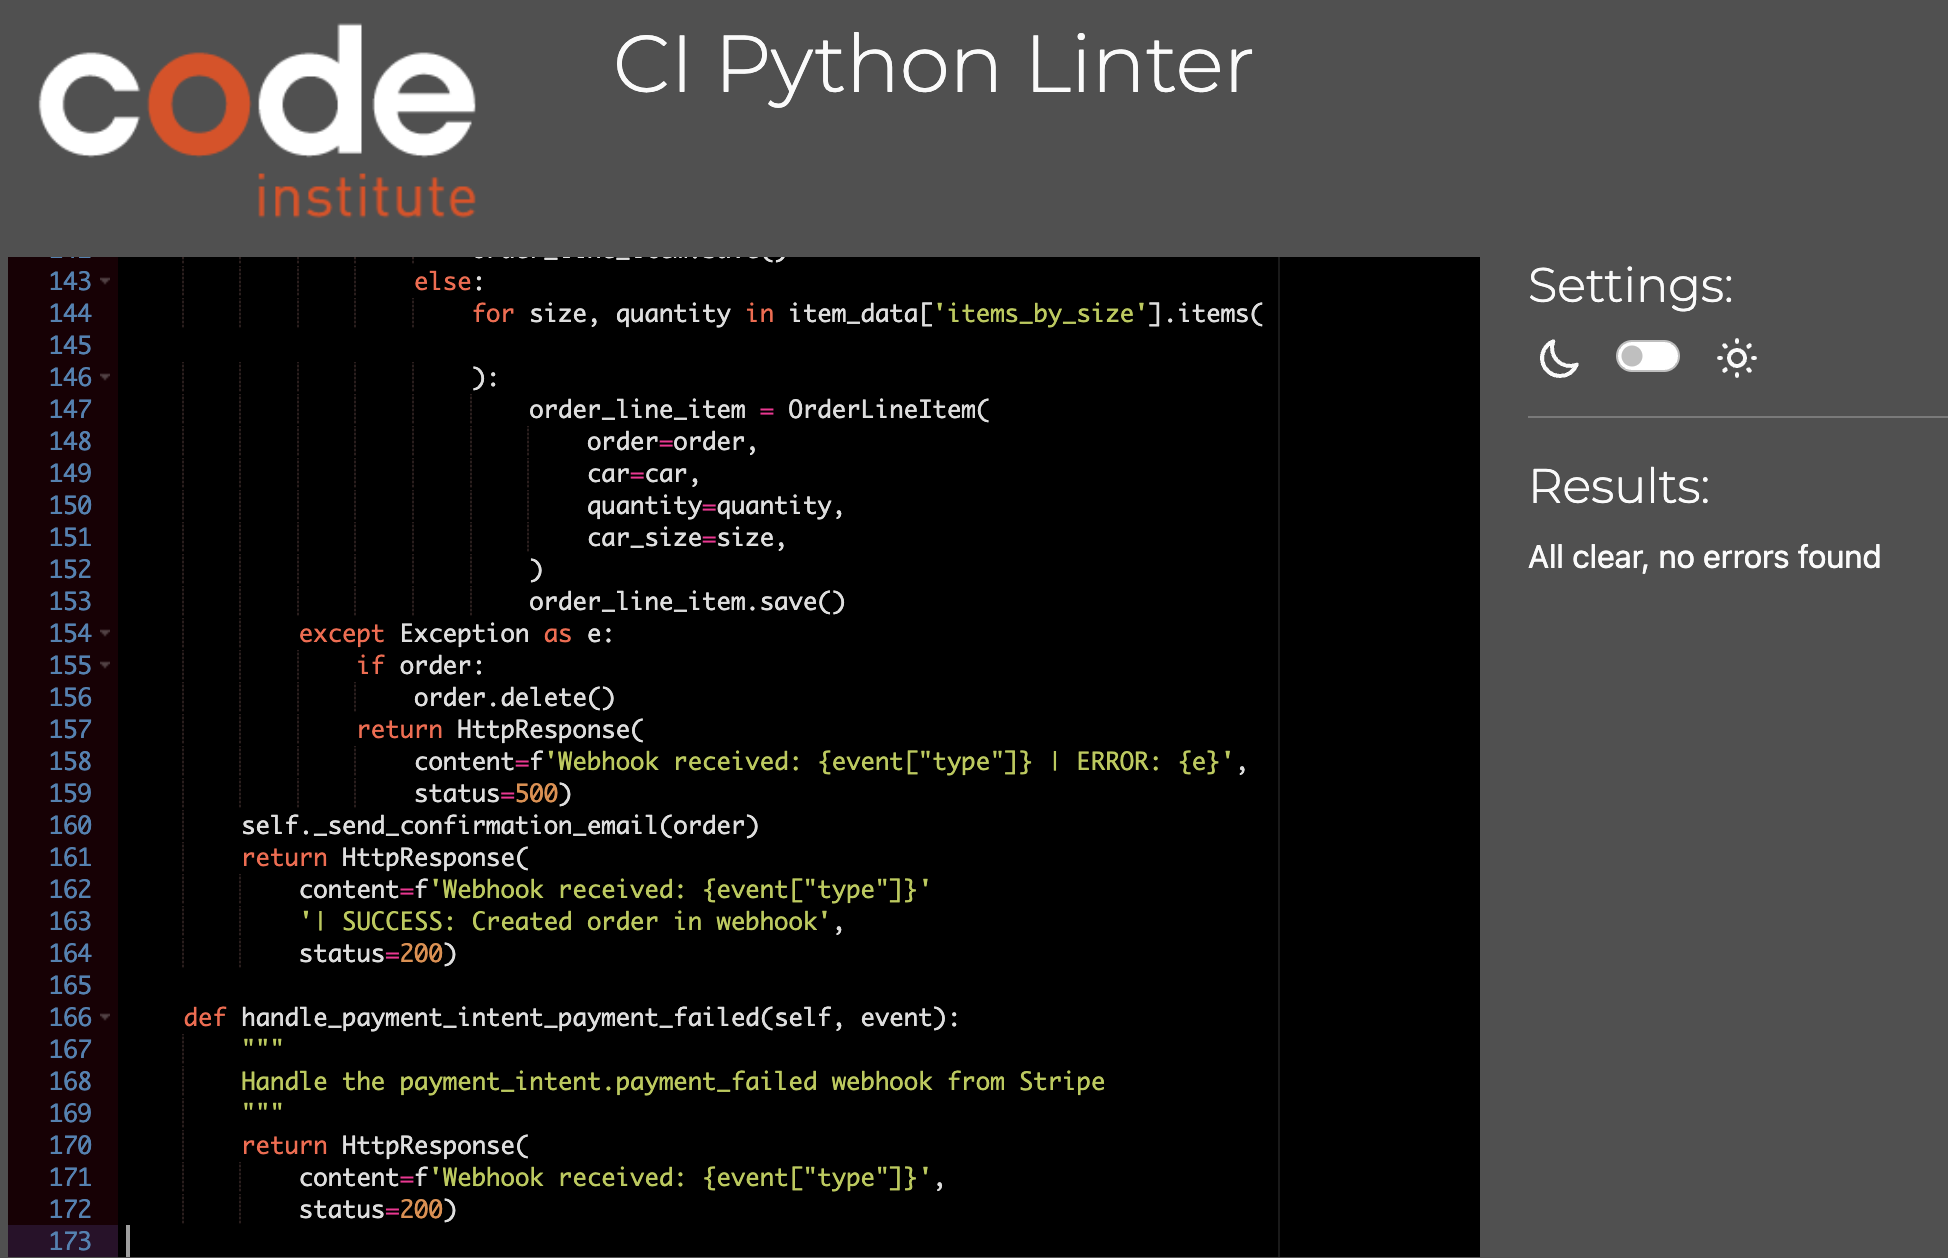 code
institute
CI Python Linter
143 else:
144 for size, quantity in item_data['items_by_size'].items(
145
146 ):
147 order_line_item = OrderLineItem(
148 order=order,
149 car=car,
150 quantity=quantity,
151 car_size=size,
152 )
153 order_line_item.save()
154 except Exception as e:
155 if order:
156 order.delete()
157 return HttpResponse(
158 content=f'Webhook received: {event["type"]} | ERROR: {e}',
159 status=500)
160 self._send_confirmation_email(order)
161 return HttpResponse(
162 content=f'Webhook received: {event["type"]}'
163 '| SUCCESS: Created order in webhook',
164 status=200)
165
166 def handle_payment_intent_payment_failed(self, event):
167 """
168 Handle the payment_intent.payment_failed webhook from Stripe
169 """
170 return HttpResponse(
171 content=f'Webhook received: {event["type"]}',
172 status=200)
173
Settings:
Results:
All clear, no errors found